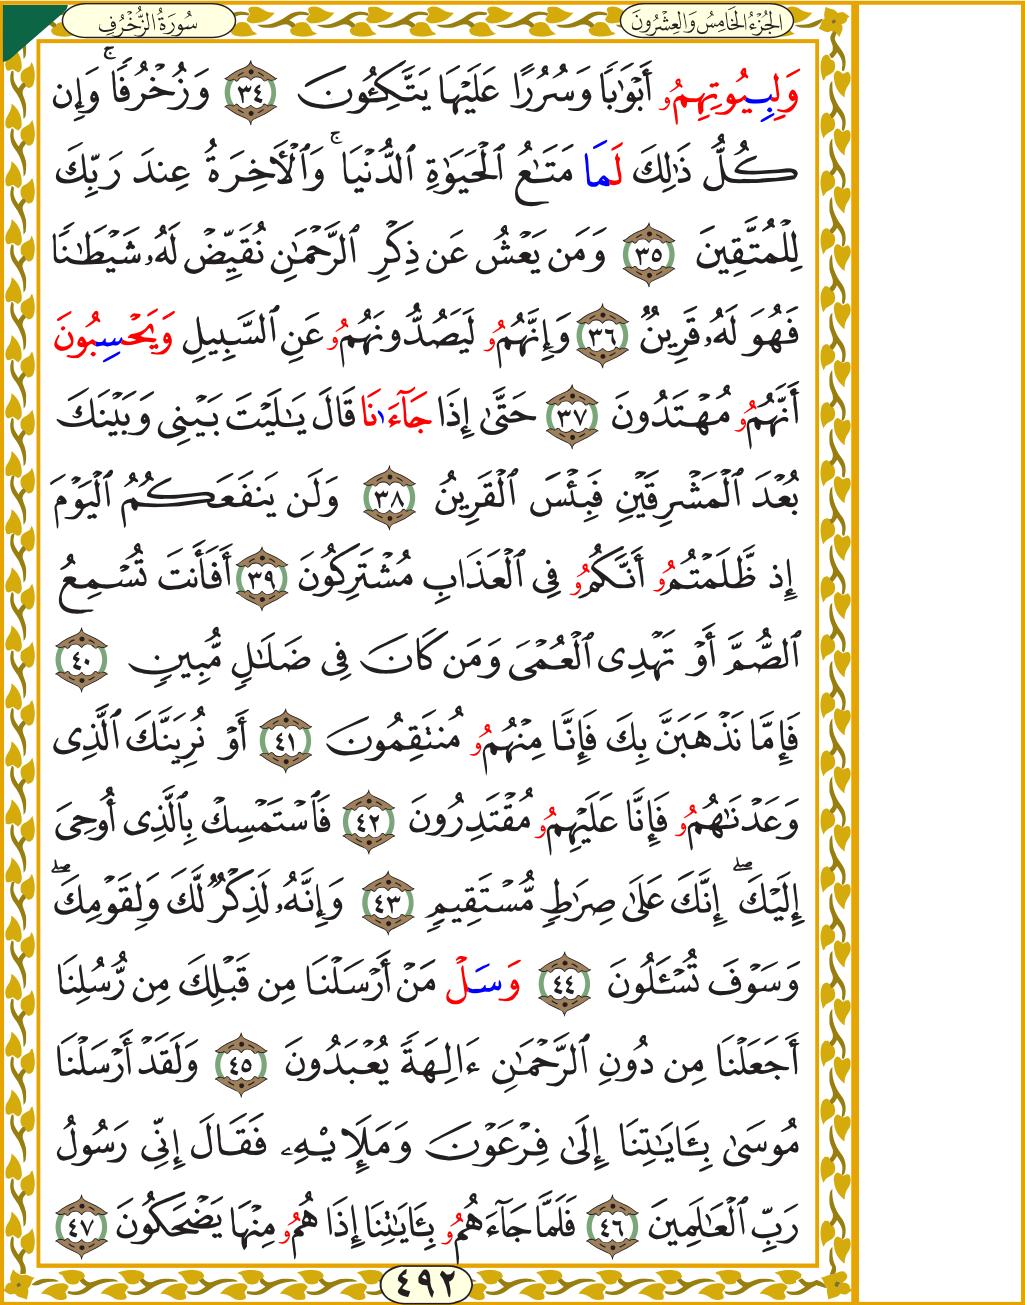 الجُزْءُ الخَامِسُ وَالعِشْرُونَ سُورَةُ الزُّخْرُفِ
وَلِبِيُوتِهِمُۥ أَبْوَٰبًا وَسُرُرًا عَلَيْهَا يَتَّكِـُٔونَ ٣٤ وَزُخْرُفًا ۚ وَإِن
كُلُّ ذَٰلِكَ لَمَا مَتَـٰعُ ٱلْحَيَوٰةِ ٱلدُّنْيَا ۚ وَٱلْأَخِرَةُ عِندَ رَبِّكَ
لِلْمُتَّقِينَ ٣٥ وَمَن يَعْشُ عَن ذِكْرِ ٱلرَّحْمَـٰنِ نُقَيِّضْ لَهُۥ شَيْطَـٰنًا
فَهُوَ لَهُۥ قَرِينٌ ٣٦ وَإِنَّهُمُۥ لَيَصُدُّونَهُمُۥ عَنِ ٱلسَّبِيلِ وَيَحْسِبُونَ
أَنَّهُمُۥ مُهْتَدُونَ ٣٧ حَتَّىٰ إِذَا جَآءَٰنَا قَالَ يَـٰلَيْتَ بَيْنِى وَبَيْنَكَ
بُعْدَ ٱلْمَشْرِقَيْنِ فَبِئْسَ ٱلْقَرِينُ ٣٨ وَلَن يَنفَعَكُمُ ٱلْيَوْمَ
إِذ ظَّلَمْتُمُۥ أَنَّكُمُۥ فِى ٱلْعَذَابِ مُشْتَرِكُونَ ٣٩ أَفَأَنتَ تُسْمِعُ
ٱلصُّمَّ أَوْ تَهْدِى ٱلْعُمْىَ وَمَن كَانَ فِى ضَلَـٰلٍ مُّبِينٍ ٤٠
فَإِمَّا نَذْهَبَنَّ بِكَ فَإِنَّا مِنْهُمُۥ مُنتَقِمُونَ ٤١ أَوْ نُرِيَنَّكَ ٱلَّذِى
وَعَدْنَـٰهُمُۥ فَإِنَّا عَلَيْهِمُۥ مُقْتَدِرُونَ ٤٢ فَٱسْتَمْسِكْ بِٱلَّذِى أُوحِىَ
إِلَيْكَ ۖ إِنَّكَ عَلَىٰ صِرَٰطٍ مُّسْتَقِيمٍ ٤٣ وَإِنَّهُۥ لَذِكْرٌ لَّكَ وَلِقَوْمِكَ ۖ
وَسَوْفَ تُسْـَٔلُونَ ٤٤ وَسَلْ مَنْ أَرْسَلْنَا مِن قَبْلِكَ مِن رُّسُلِنَا
أَجَعَلْنَا مِن دُونِ ٱلرَّحْمَـٰنِ ءَالِهَةً يُعْبَدُونَ ٤٥ وَلَقَدْ أَرْسَلْنَا
مُوسَىٰ بِـَٔايَـٰتِنَا إِلَىٰ فِرْعَوْنَ وَمَلَإِي۟هِۦ فَقَالَ إِنِّى رَسُولُ
رَبِّ ٱلْعَـٰلَمِينَ ٤٦ فَلَمَّا جَآءَهُمُۥ بِـَٔايَـٰتِنَا إِذَا هُمُۥ مِنْهَا يَضْحَكُونَ ٤٧
٤٩٢